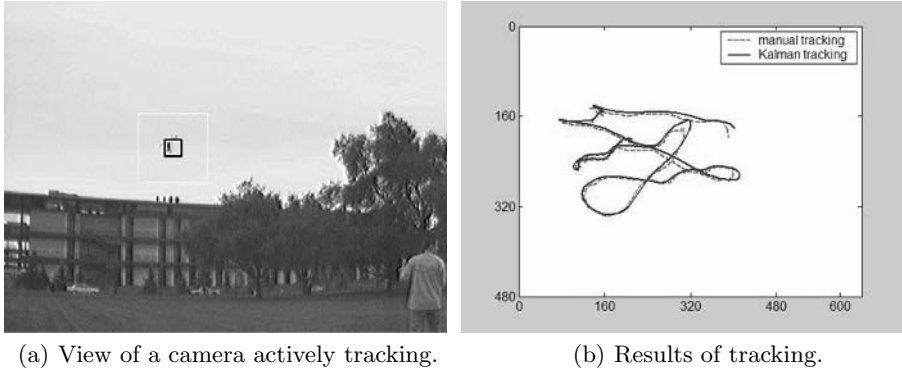 0
160
320
480
0
160
320
480
600
manual tracking
Kalman tracking
(a) View of a camera actively tracking.
(b) Results of tracking.